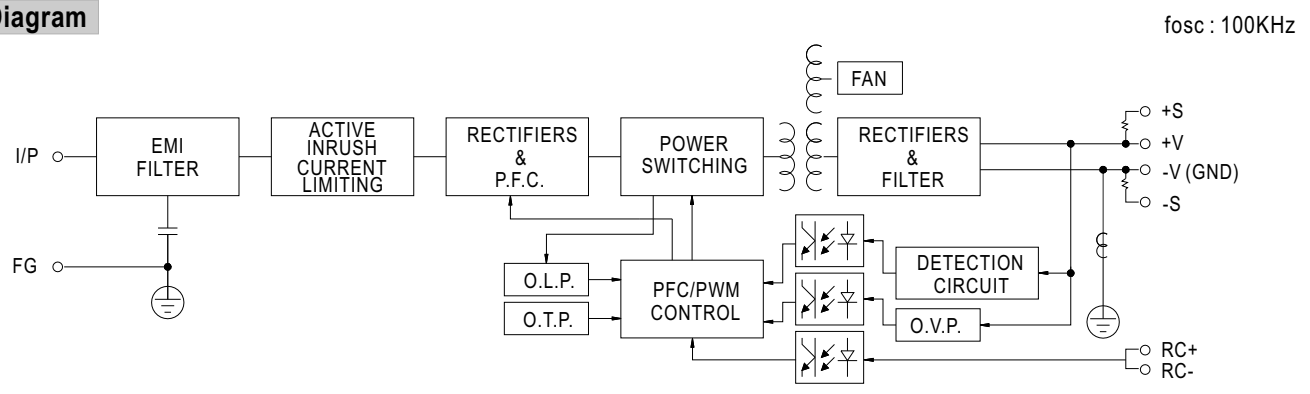 Diagram
fosc : 100KHz
FAN
I/P
EMI
FILTER
ACTIVE
INRUSH
CURRENT
LIMITING
RECTIFIERS
&
P.F.C.
POWER
SWITCHING
RECTIFIERS
&
FILTER
+S
+V
-V (GND)
-S
FG
O.L.P.
O.T.P.
PFC/PWM
CONTROL
DETECTION
CIRCUIT
O.V.P.
RC+
RC-